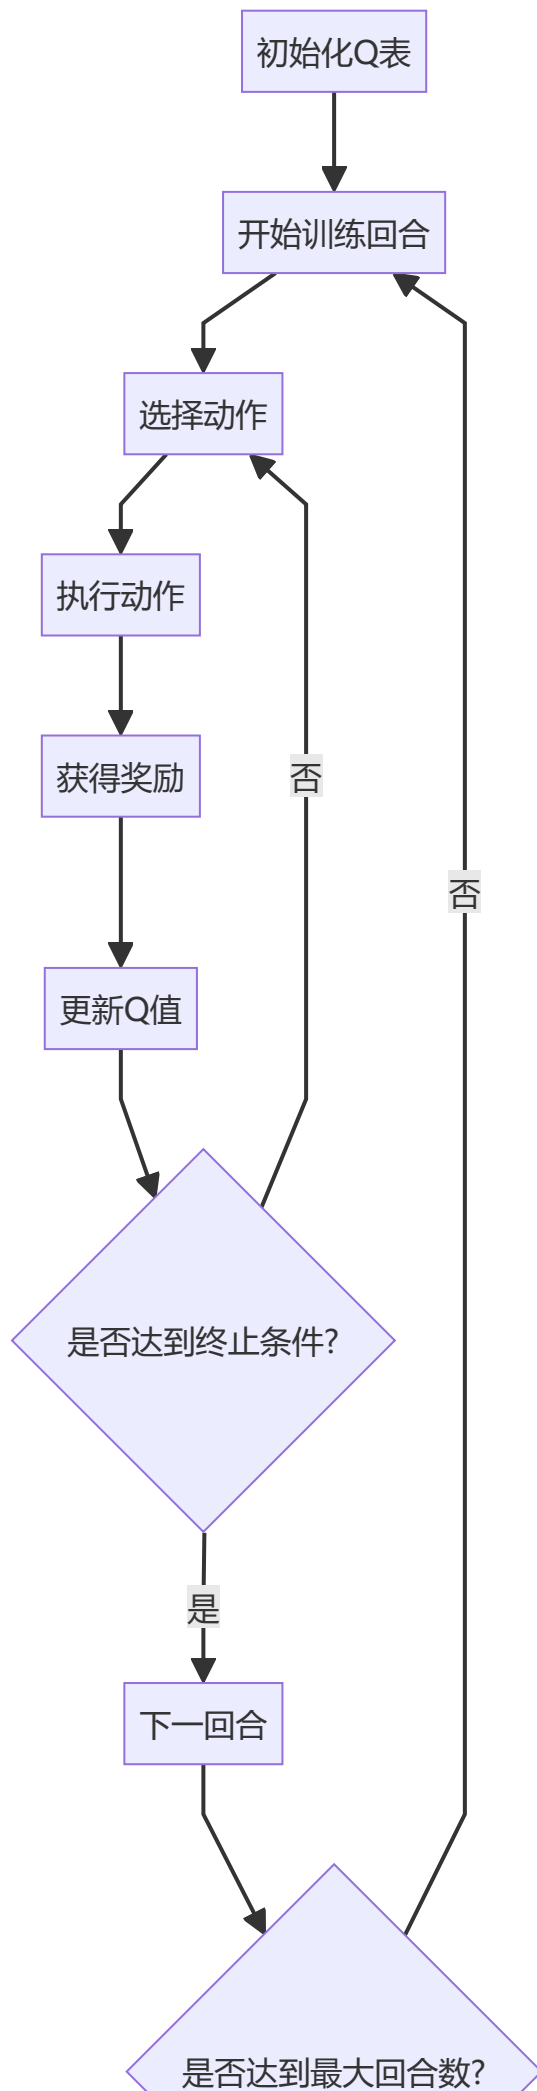 初始化Q表
开始训练回合
选择动作
执行动作
获得奖励
否
否
更新Q值
是否达到终止条件?
是
下一回合
是否达到最大回合数?